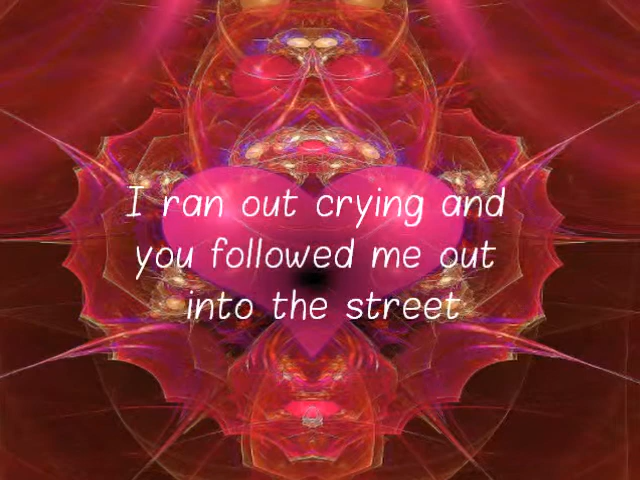 I ran out crying and
you followed me out
into the street